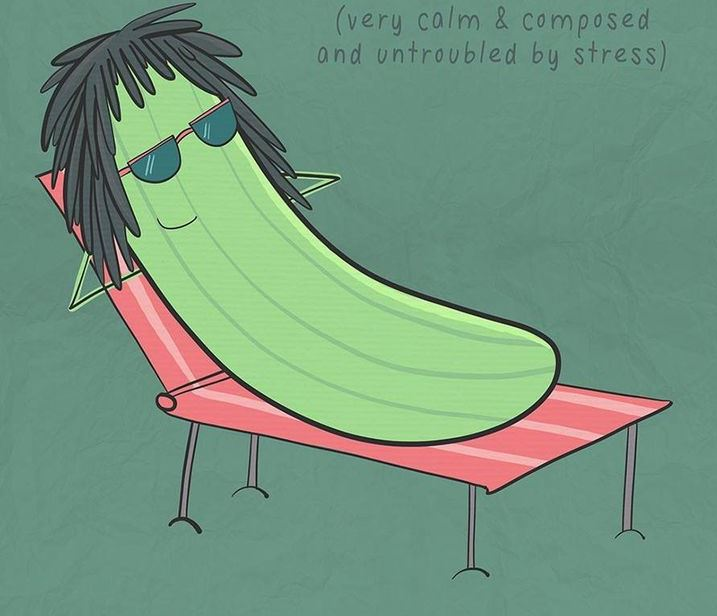 (very calm & composed
and untroubled by stress)